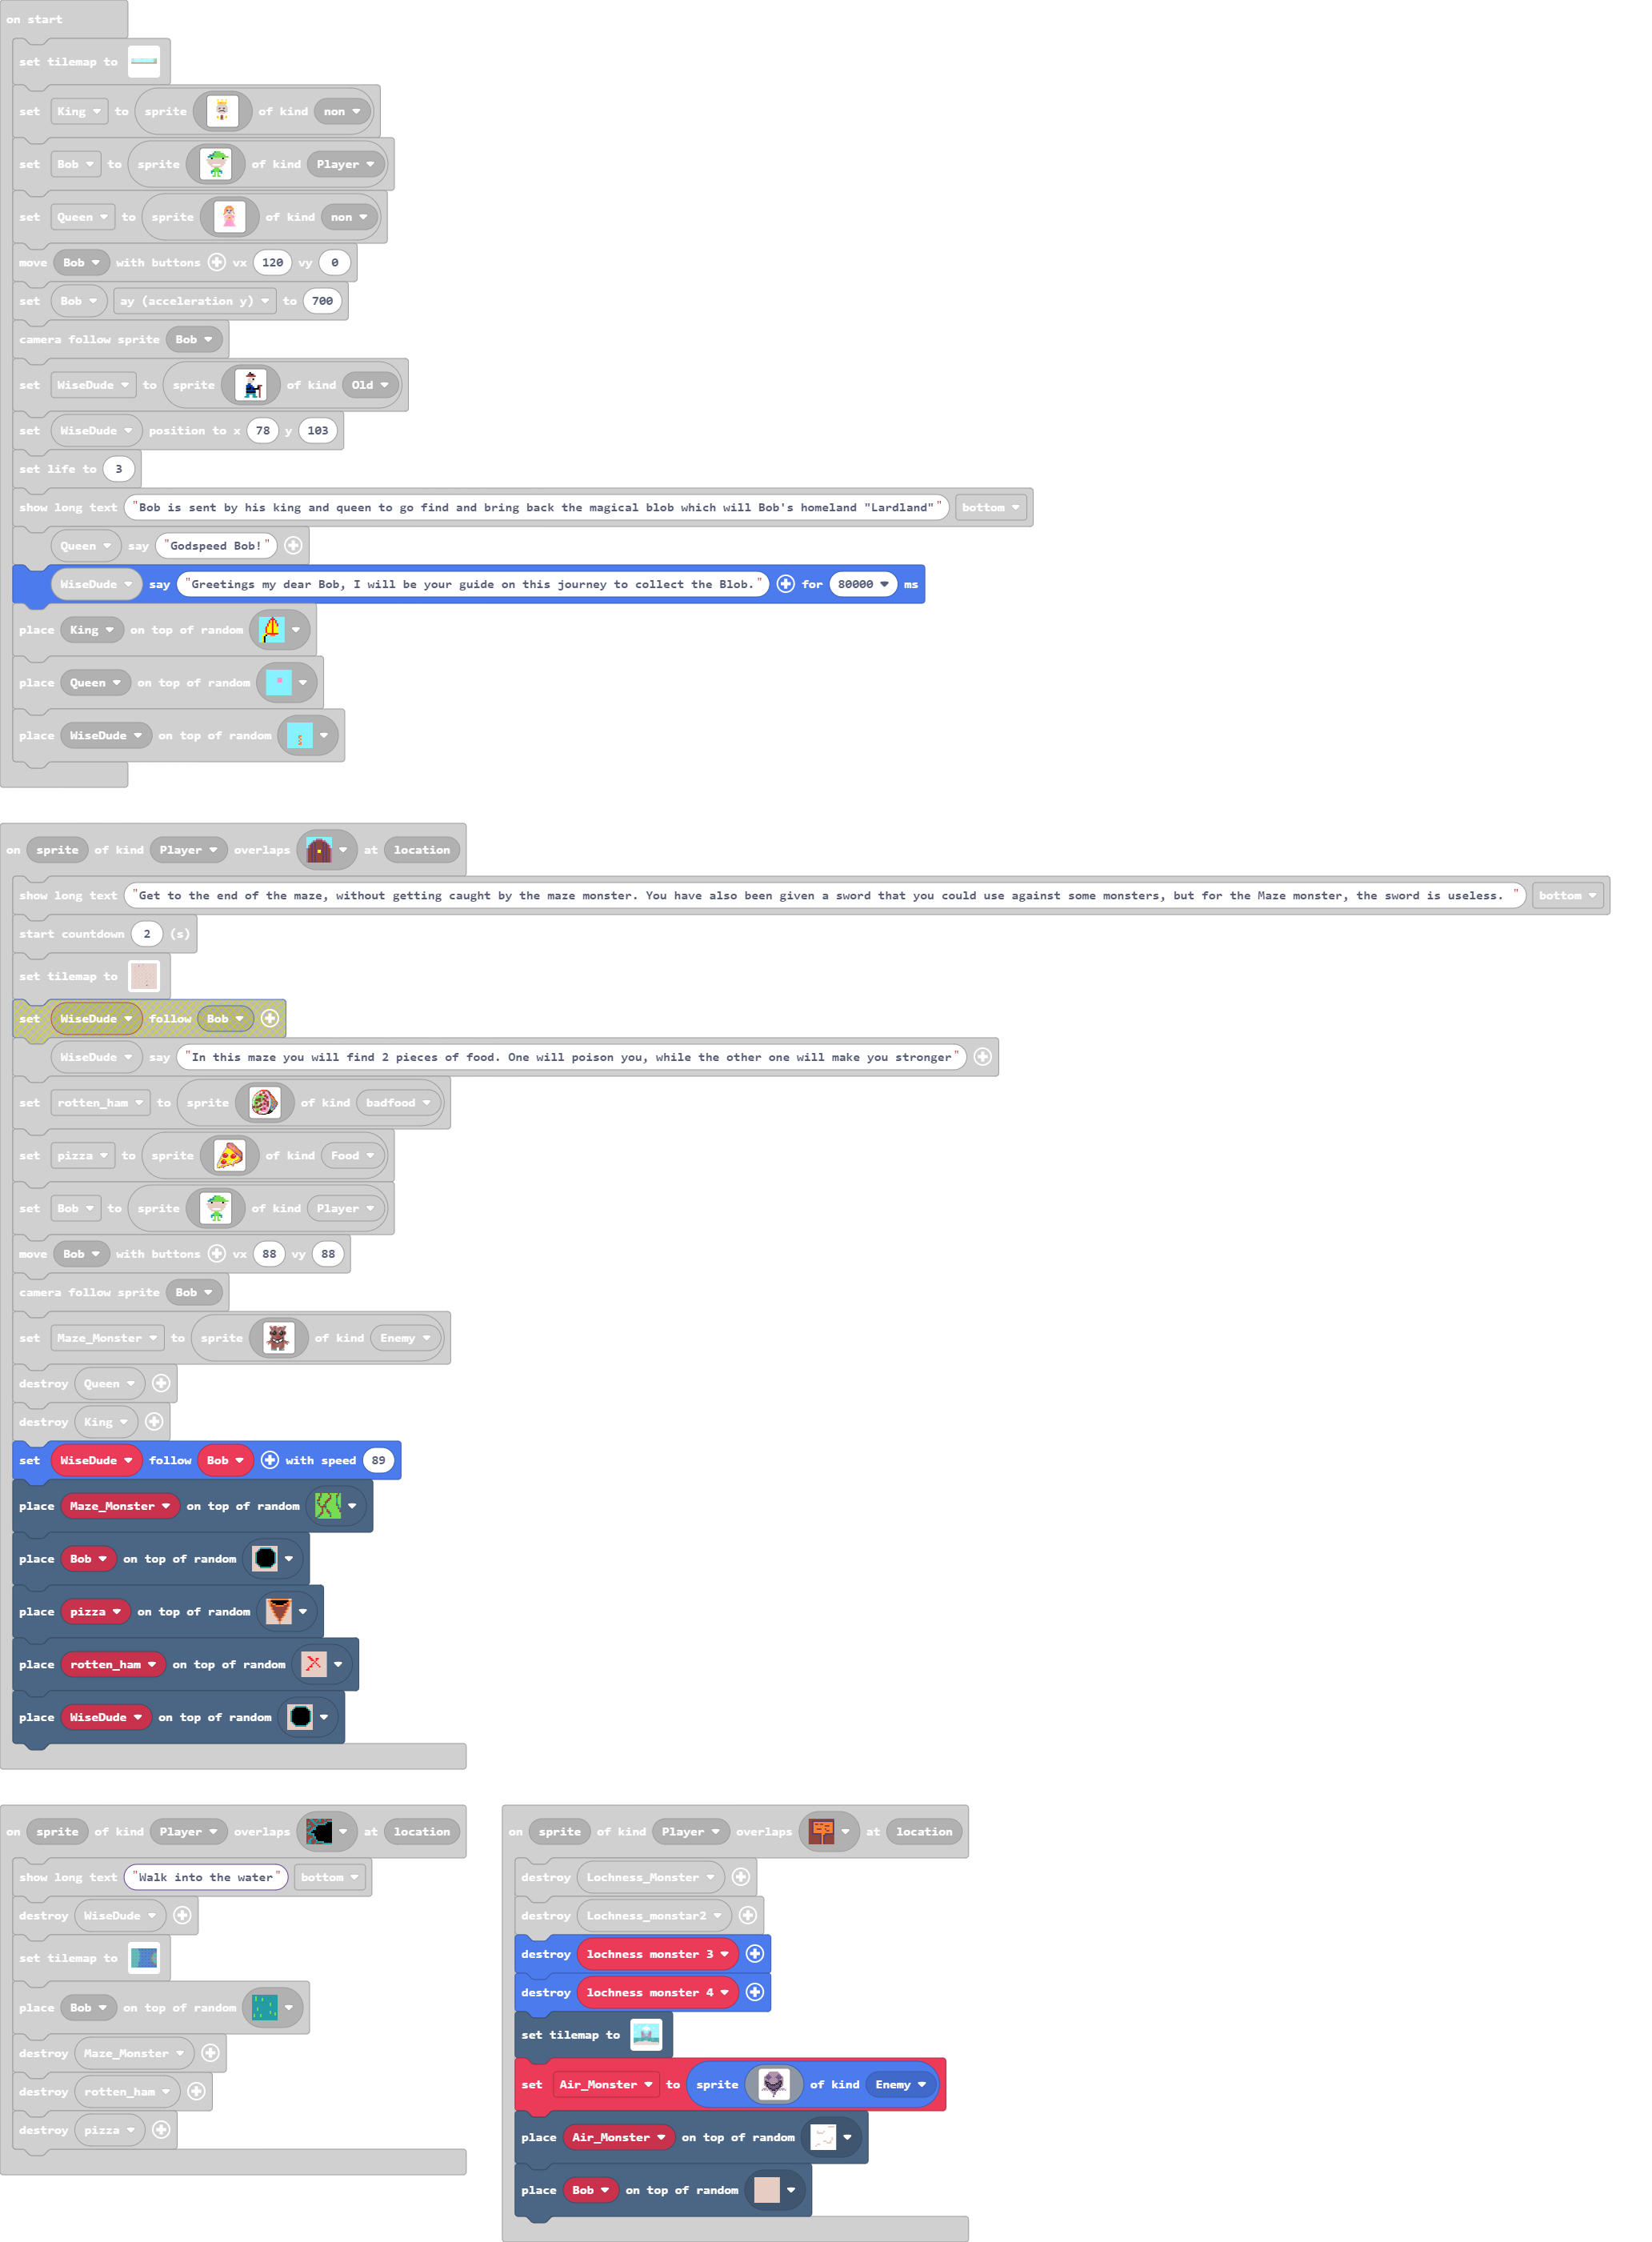 on start
set tilemap to
set King to sprite of kind non
set Bob to sprite of kind Player
set Queen to sprite of kind non
move Bob with buttons vx 120 vy 0
set Bob ay (acceleration y) to 700
camera follow sprite Bob
set WiseDude to sprite of kind Old
set WiseDude position to x 78 y 103
set life to 3
show long text "Bob is sent by his king and queen to go find and bring back the magical blob which will Bob's homeland "Lardland"" bottom
Queen say "Godspeed Bob!"
WiseDude say "Greetings my dear Bob, I will be your guide on this journey to collect the Blob." for 80000 ms
place King on top of random
place Queen on top of random
place WiseDude on top of random
on sprite of kind Player overlaps at location
show long text "Get to the end of the maze, without getting caught by the maze monster. You have also been given a sword that you could use against some monsters, but for the Maze monster, the sword is useless. " bottom
start countdown 2 (s)
set tilemap to
set WiseDude follow Bob
WiseDude say "In this maze you will find 2 pieces of food. One will poison you, while the other one will make you stronger"
set rotten_ham to sprite of kind badfood
set pizza to sprite of kind Food
set Bob to sprite of kind Player
move Bob with buttons vx 88 vy 88
camera follow sprite Bob
set Maze_Monster to sprite of kind Enemy
destroy Queen
destroy King
set WiseDude follow Bob with speed 89
place Maze_Monster on top of random
place Bob on top of random
place pizza on top of random
place rotten_ham on top of random
place WiseDude on top of random
on sprite of kind Player overlaps at location
show long text "Walk into the water" bottom
destroy WiseDude
set tilemap to
place Bob on top of random
destroy Maze_Monster
destroy rotten_ham
destroy pizza
on sprite of kind Player overlaps at location
destroy Lochness_Monster
destroy Lochness_monstar2
destroy lochness monster 3
destroy lochness monster 4
set tilemap to
set Air_Monster to sprite of kind Enemy
place Air_Monster on top of random
place Bob on top of random